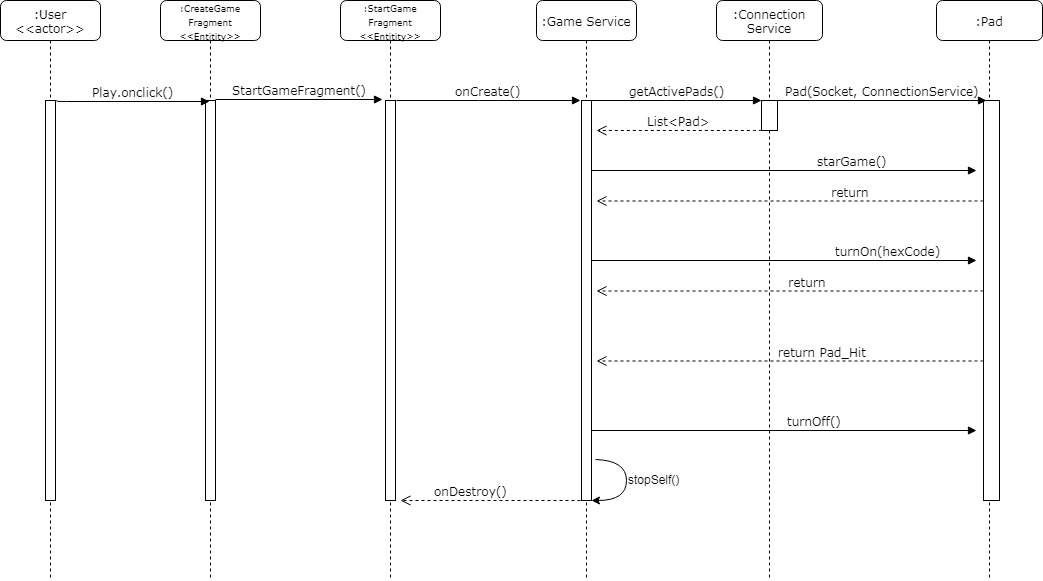 :User
<<actor>>
:CreateGame
Fragment
<<Entitity>>
:StartGame
Fragment
<<Entitity>>
:Game Service
:Connection
Service
:Pad
Play.onclick()
StartGameFragment()
onCreate()
getActivePads()
Pad(Socket, ConnectionService)
List<Pad>
starGame()
return
turnOn(hexCode)
return
return Pad_Hit
turnOff()
stopSelf()
onDestroy()